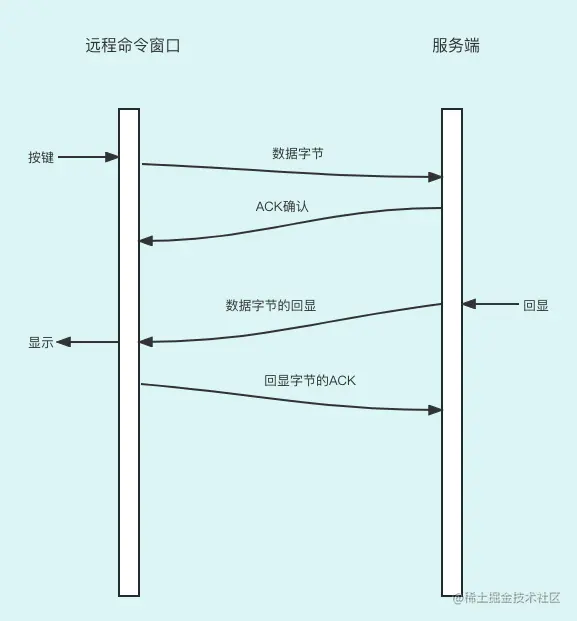 远程命令窗口
服务端
按键
数据字节
ACK确认
数据字节的回显
回显
显示
回显字节的ACK
@稀土掘金技术社区